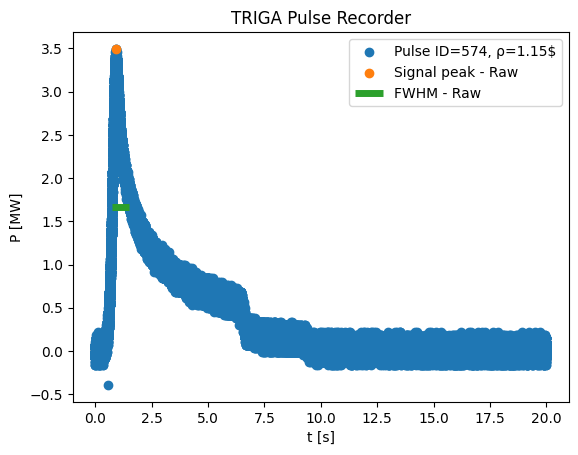 TRIGA Pulse Recorder
Pulse ID=574, ρ=1.15$
Signal peak - Raw
FWHM - Raw
P [MW]
3.5
3.0
2.5
2.0
1.5
1.0
0.5
0.0
−0.5
0.0 2.5 5.0 7.5 10.0 12.5 15.0 17.5 20.0
t [s]